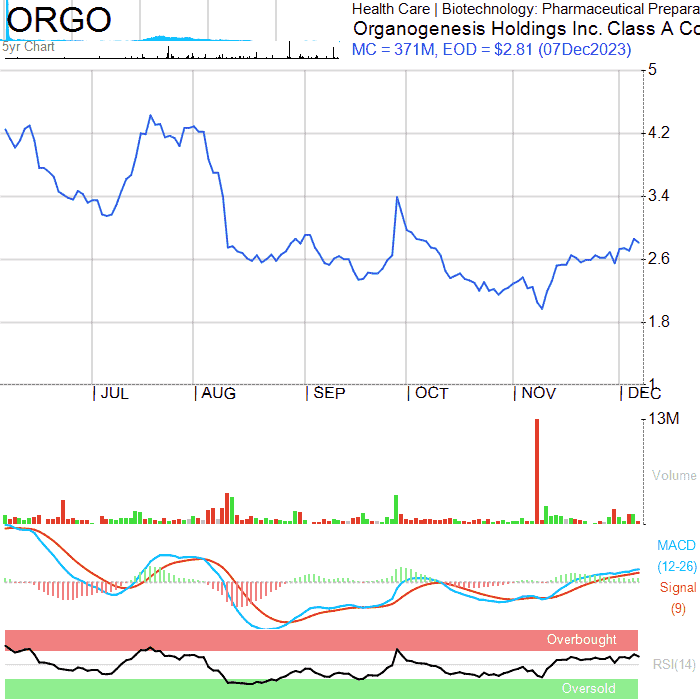 ORGO
5yr Chart
Health Care | Biotechnology: Pharmaceutical Prepara
Organogenesis Holdings Inc. Class A Co
MC = 371M, EOD = $2.81 (07Dec2023)
5
4.2
3.4
2.6
1.8
1
JUL
AUG
SEP
OCT
NOV
DEC
13M
Volume
MACD
(12-26)
Signal
(9)
Overbought
RSI(14)
Oversold